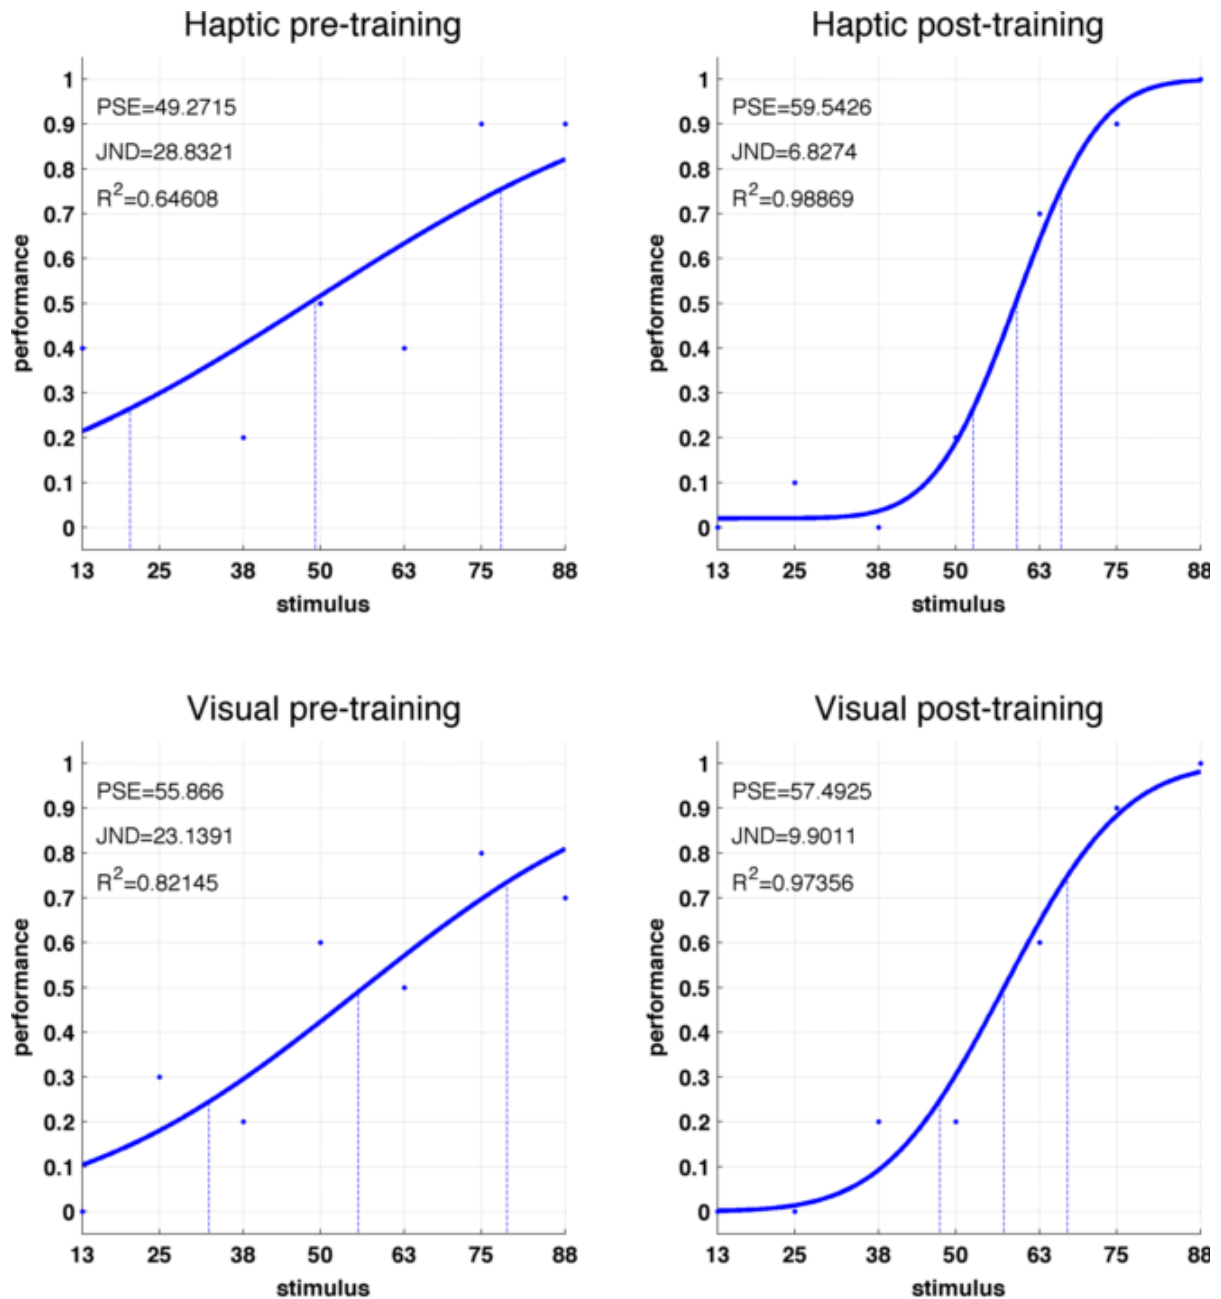 Haptic pre-training
PSE=49.2715
JND=28.8321
R²=0.64608
1
0.9
0.8
0.7
0.6
0.5
0.4
0.3
0.2
0.1
0
performance
13 25 38 50 63 75 88
stimulus
Haptic post-training
PSE=59.5426
JND=6.8274
R²=0.98869
1
0.9
0.8
0.7
0.6
0.5
0.4
0.3
0.2
0.1
0
performance
13 25 38 50 63 75 88
stimulus
Visual pre-training
PSE=55.866
JND=23.1391
R²=0.82145
1
0.9
0.8
0.7
0.6
0.5
0.4
0.3
0.2
0.1
0
performance
13 25 38 50 63 75 88
stimulus
Visual post-training
PSE=57.4925
JND=9.9011
R²=0.97356
1
0.9
0.8
0.7
0.6
0.5
0.4
0.3
0.2
0.1
0
performance
13 25 38 50 63 75 88
stimulus